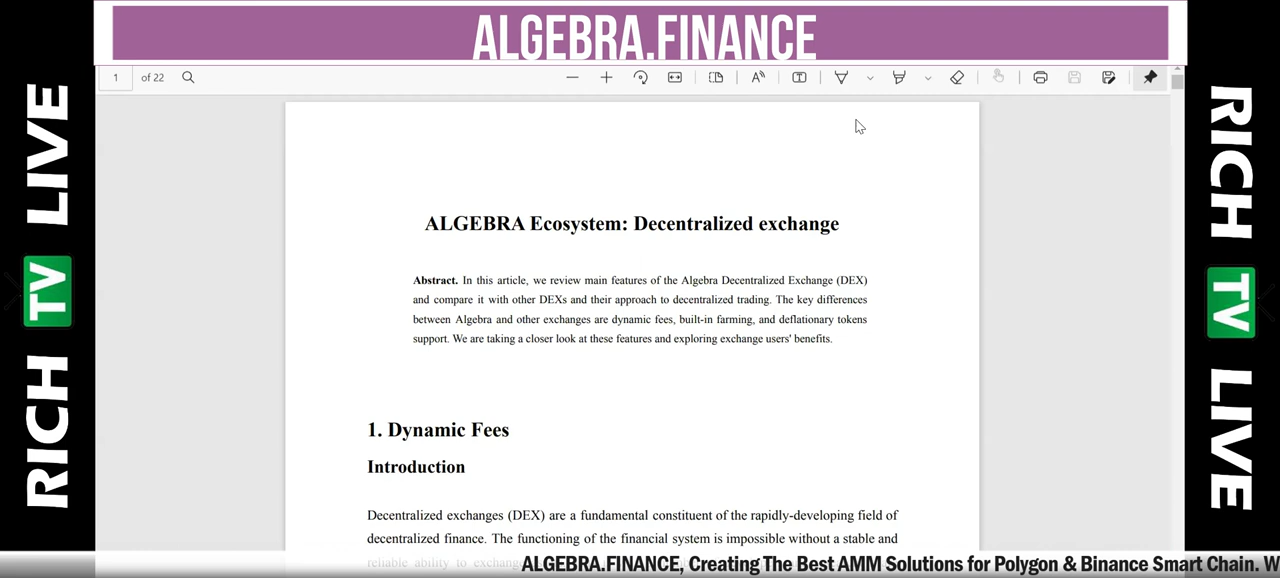 ALGEBRA.FINANCE
1 of 22
RICH TV LIVE
ALGEBRA Ecosystem: Decentralized exchange
Abstract. In this article, we review main features of the Algebra Decentralized Exchange (DEX)
and compare it with other DEXs and their approach to decentralized trading. The key differences
between Algebra and other exchanges are dynamic fees, built-in farming, and deflationary tokens
support. We are taking a closer look at these features and exploring exchange users' benefits.
1. Dynamic Fees
Introduction
Decentralized exchanges (DEX) are a fundamental constituent of the rapidly-developing field of
decentralized finance. The functioning of the financial system is impossible without a stable and
reliable ability to exchange
ALGEBRA.FINANCE, Creating The Best AMM Solutions for Polygon & Binance Smart Chain. W
RICH TV LIVE